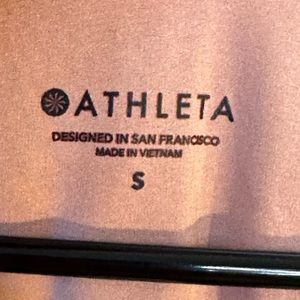 ATHLETA
DESIGNED IN SAN FRANCISCO
MADE IN VIETNAM
S